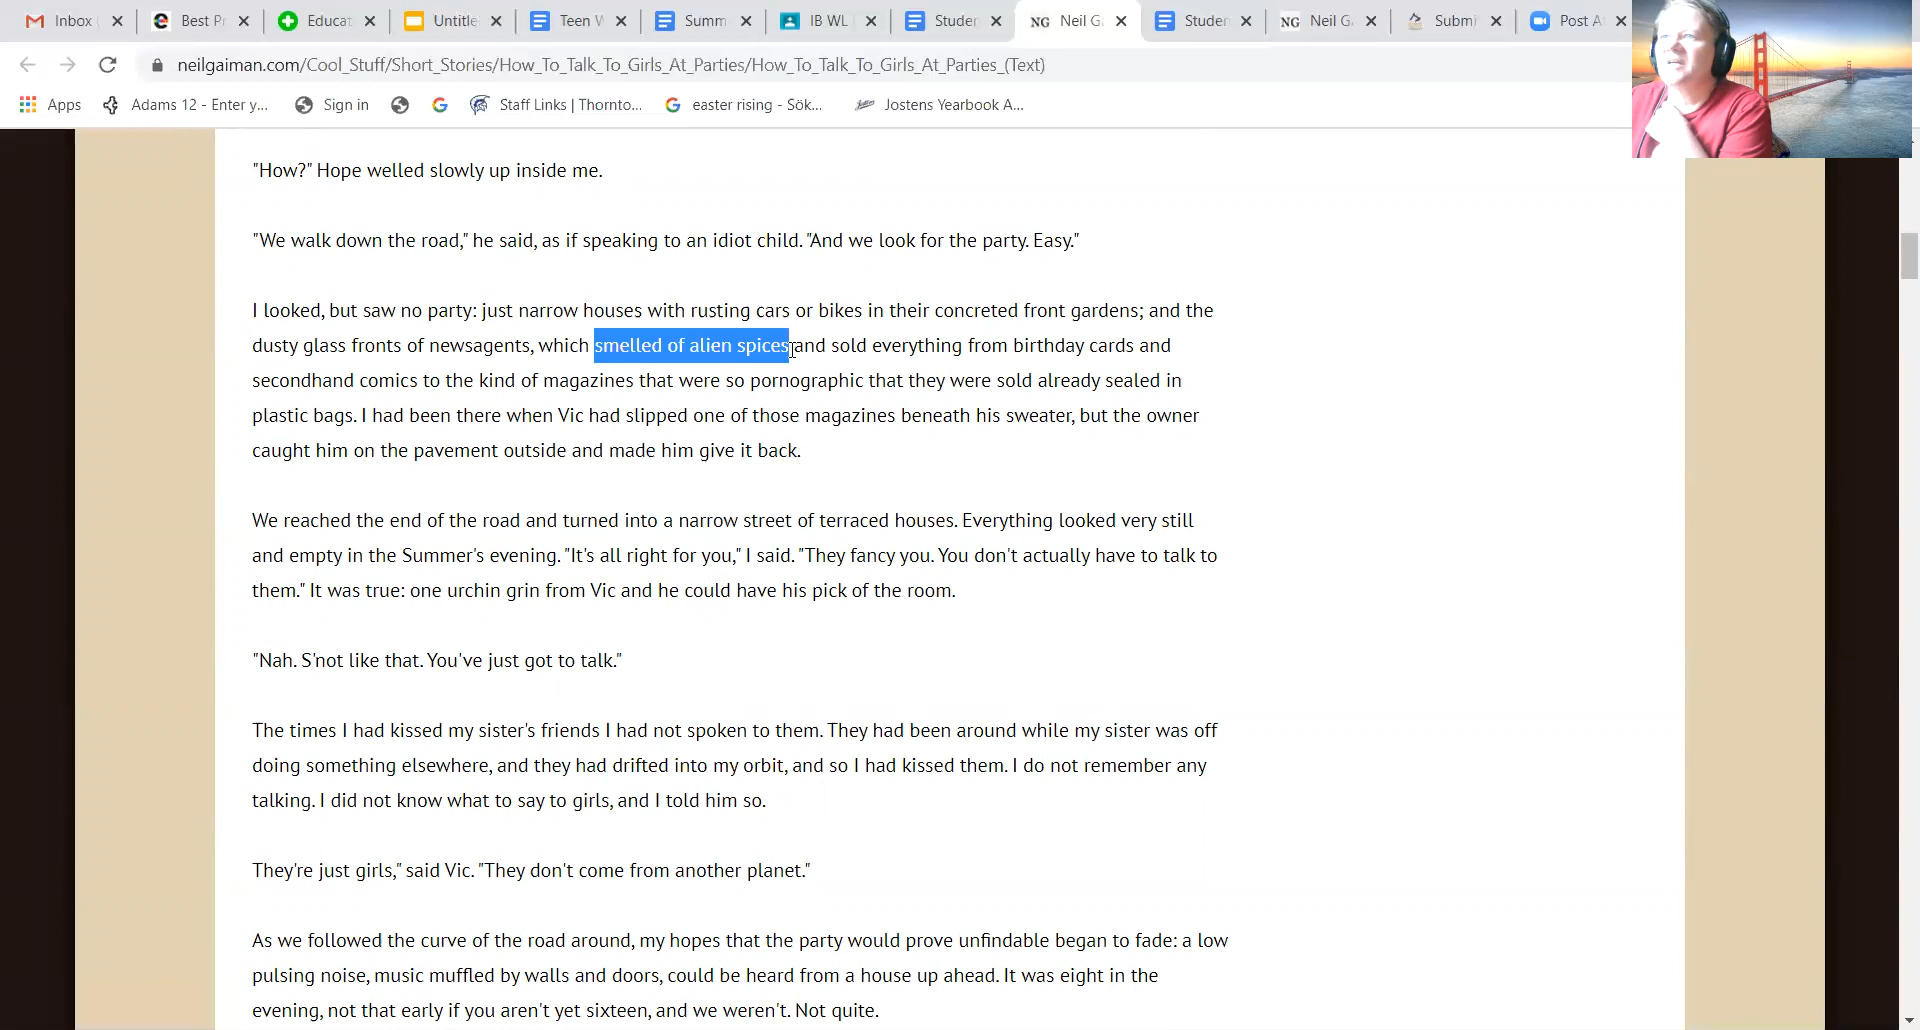 Inbox
Best Pr
Educat
Untitle
Teen W
Summ
IB WL
Studen
NG Neil G
Studen
NG Neil G
Submi
Post A
neilgaiman.com/Cool_Stuff/Short_Stories/How_To_Talk_To_Girls_At_Parties/How_To_Talk_To_Girls_At_Parties_(Text)
Apps Adams 12 - Enter y... Sign in Staff Links | Thornto... easter rising - Sök... Jostens Yearbook A...
"How?" Hope welled slowly up inside me.
"We walk down the road," he said, as if speaking to an idiot child. "And we look for the party. Easy."
I looked, but saw no party: just narrow houses with rusting cars or bikes in their concreted front gardens; and the
dusty glass fronts of newsagents, which smelled of alien spices and sold everything from birthday cards and
secondhand comics to the kind of magazines that were so pornographic that they were sold already sealed in
plastic bags. I had been there when Vic had slipped one of those magazines beneath his sweater, but the owner
caught him on the pavement outside and made him give it back.
We reached the end of the road and turned into a narrow street of terraced houses. Everything looked very still
and empty in the Summer's evening. "It's all right for you," I said. "They fancy you. You don't actually have to talk to
them." It was true: one urchin grin from Vic and he could have his pick of the room.
"Nah. S'not like that. You've just got to talk."
The times I had kissed my sister's friends I had not spoken to them. They had been around while my sister was off
doing something elsewhere, and they had drifted into my orbit, and so I had kissed them. I do not remember any
talking. I did not know what to say to girls, and I told him so.
They're just girls," said Vic. "They don't come from another planet."
As we followed the curve of the road around, my hopes that the party would prove unfindable began to fade: a low
pulsing noise, music muffled by walls and doors, could be heard from a house up ahead. It was eight in the
evening, not that early if you aren't yet sixteen, and we weren't. Not quite.